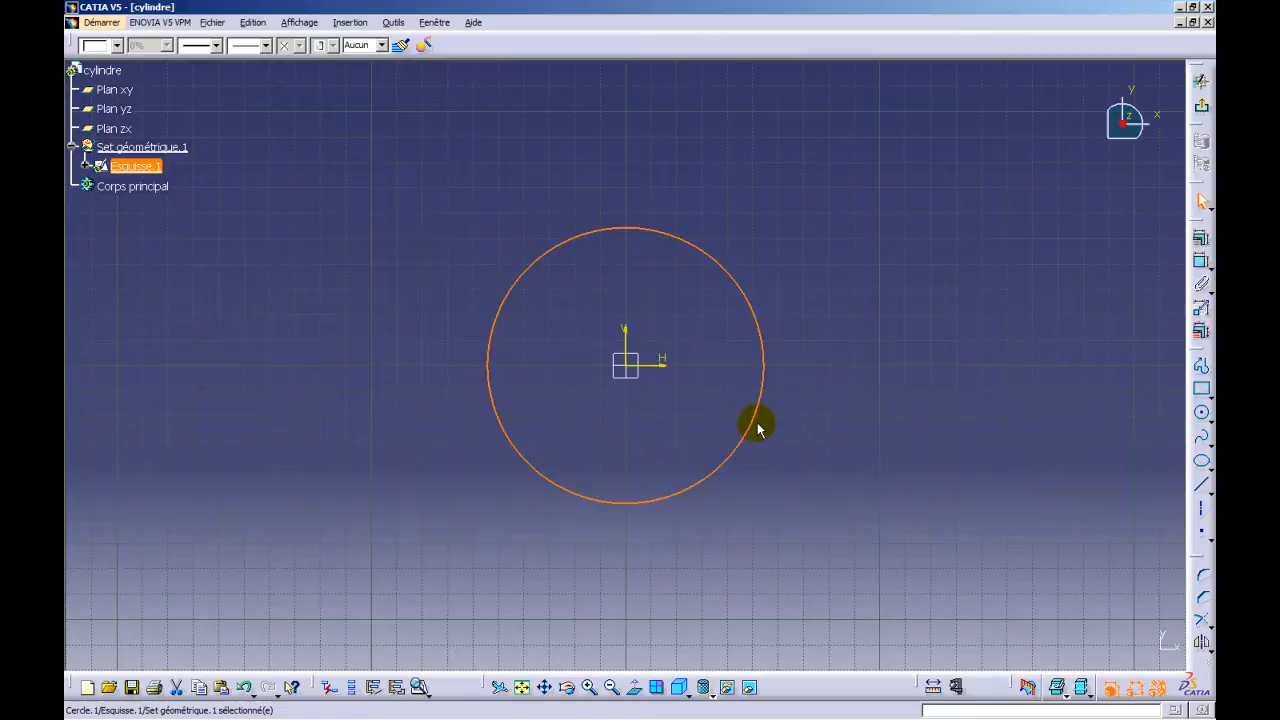 CATIA V5 - [cylindre]
Démarrer ENOVIA V5 VPM Fichier Edition Affichage Insertion Outils Fenêtre Aide
0% Aucun
cylindre
Plan xy
Plan yz
Plan zx
Set géométrique.1
Esquisse.1
Corps principal
y
x
z
V
H
y
x
CATIA
Cercle.1/Esquisse.1/Set géométrique.1 sélectionné(e)